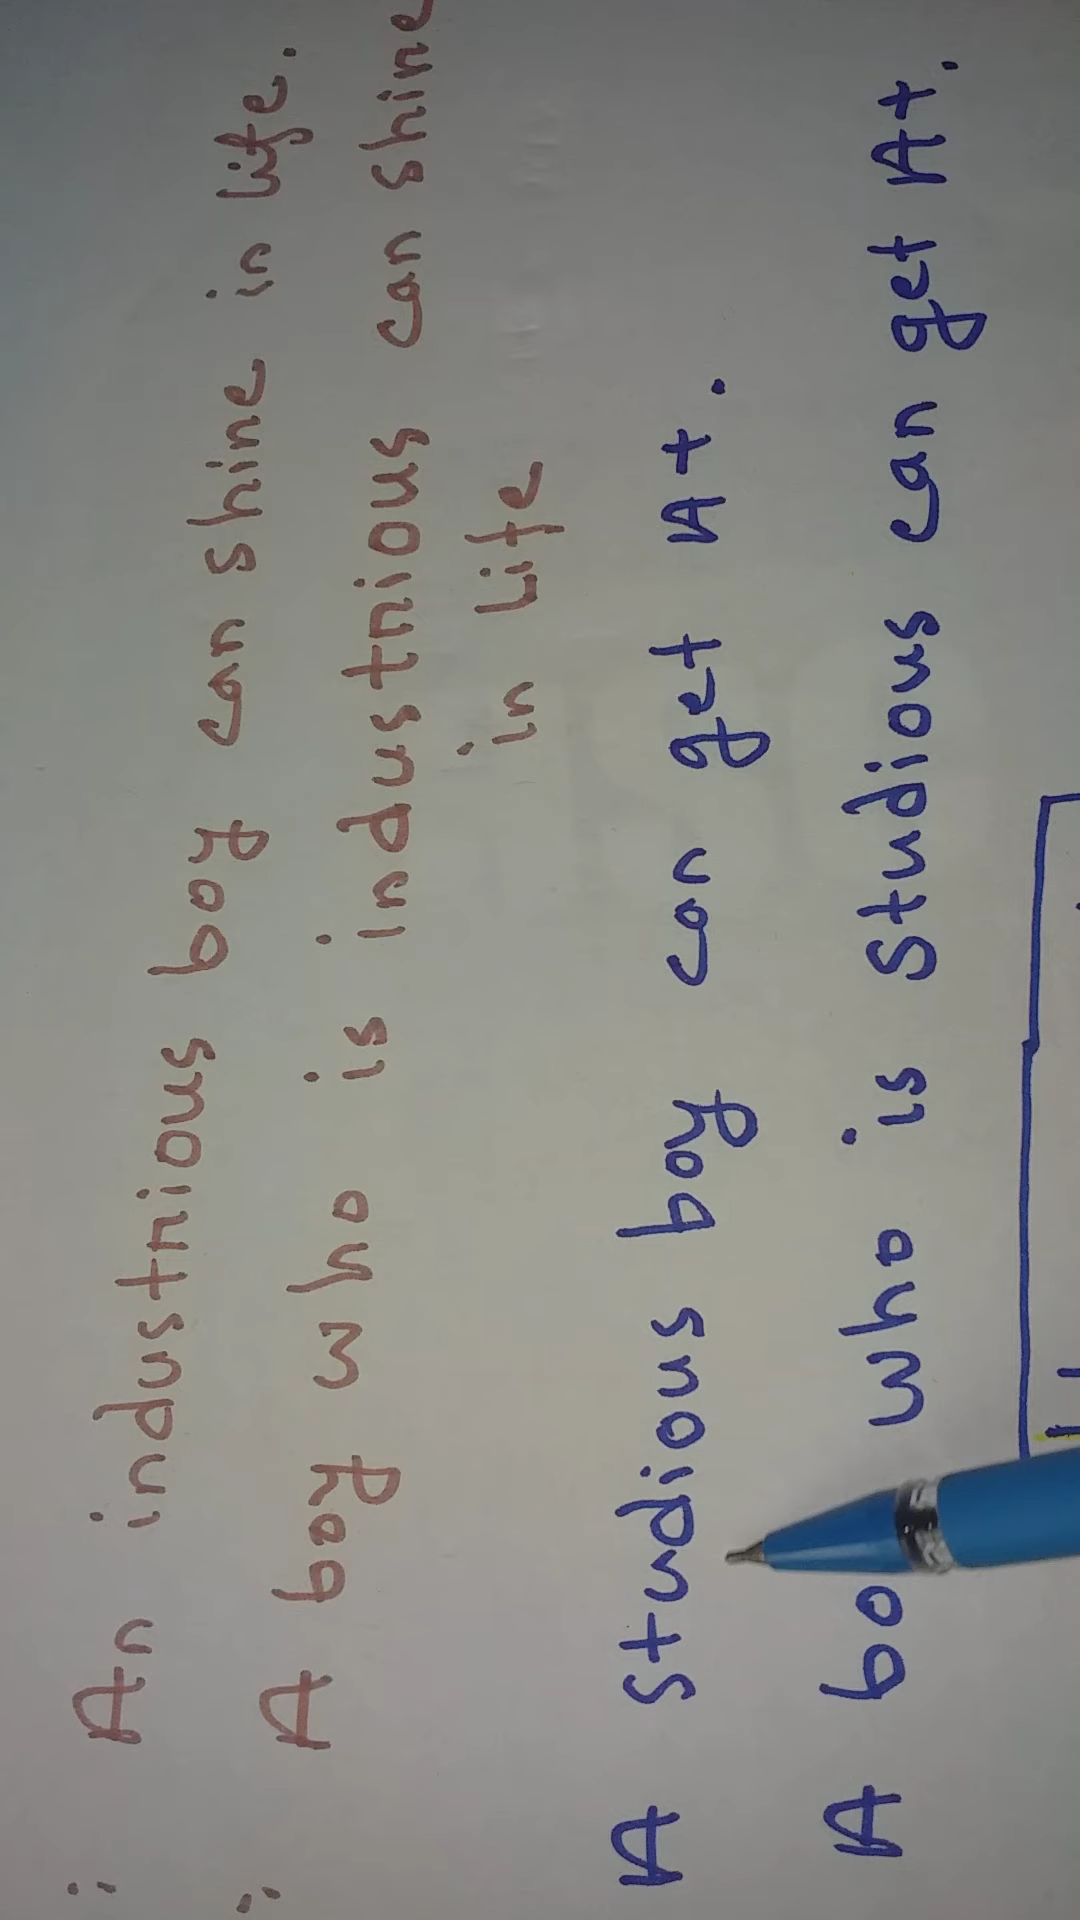 : An industrious boy can shine in life.
: A boy who is industrious can shine
in life
A studious boy can get A+.
A bo who is studious can get A+.